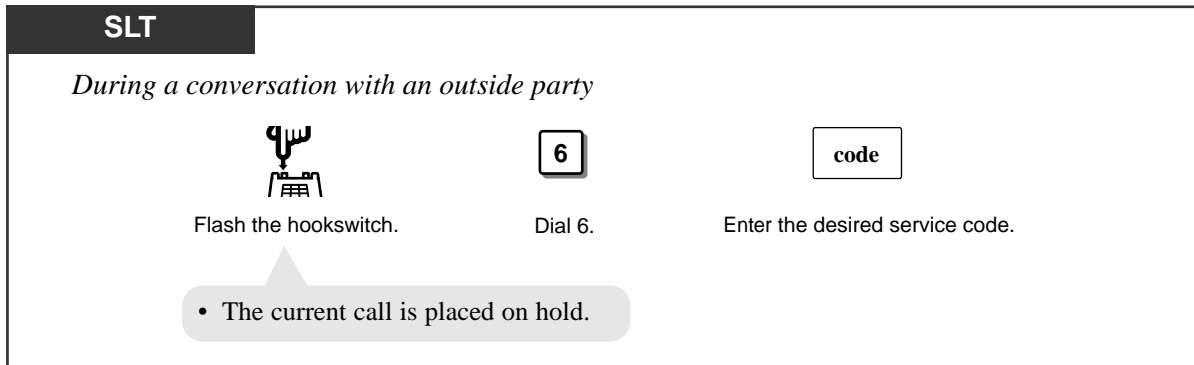 SLT
During a conversation with an outside party
6
code
Flash the hookswitch.
Dial 6.
Enter the desired service code.
• The current call is placed on hold.